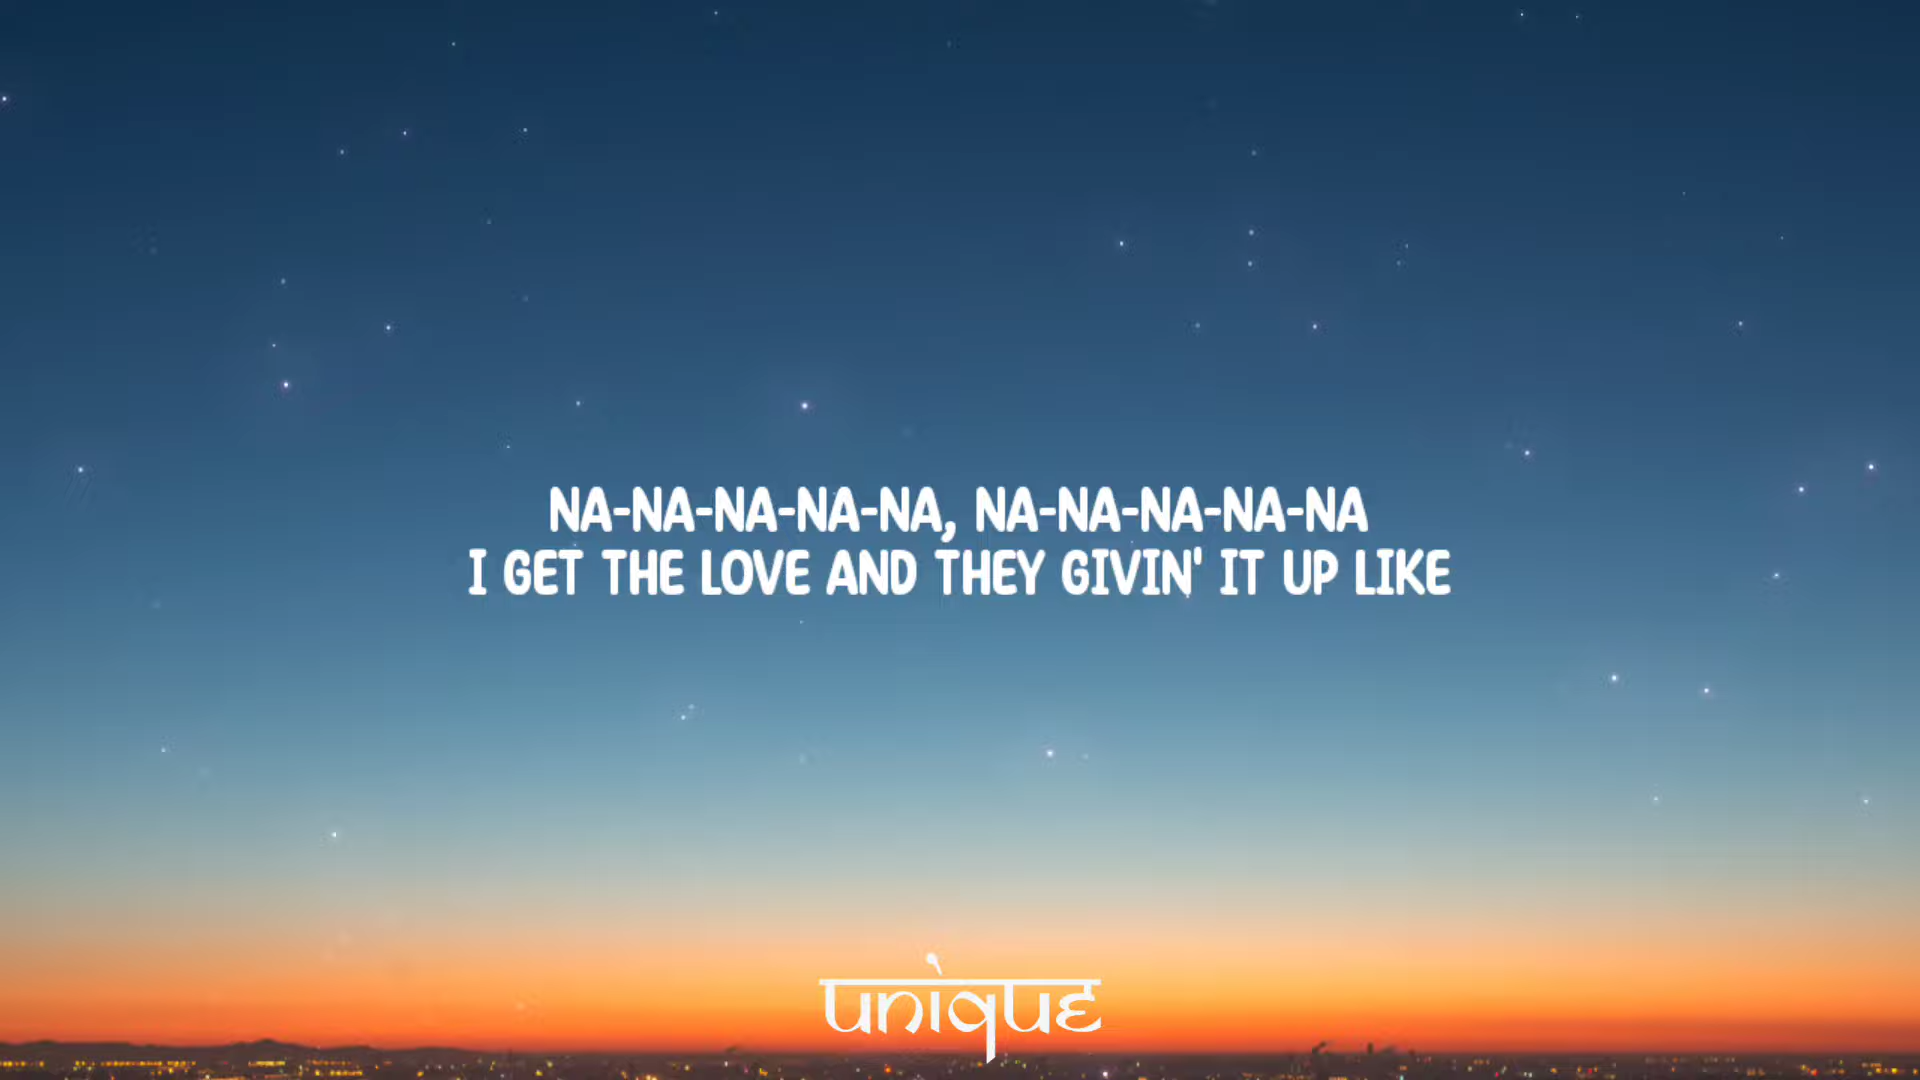 NA-NA-NA-NA-NA, NA-NA-NA-NA-NA
I GET THE LOVE AND THEY GIVIN' IT UP LIKE
unique